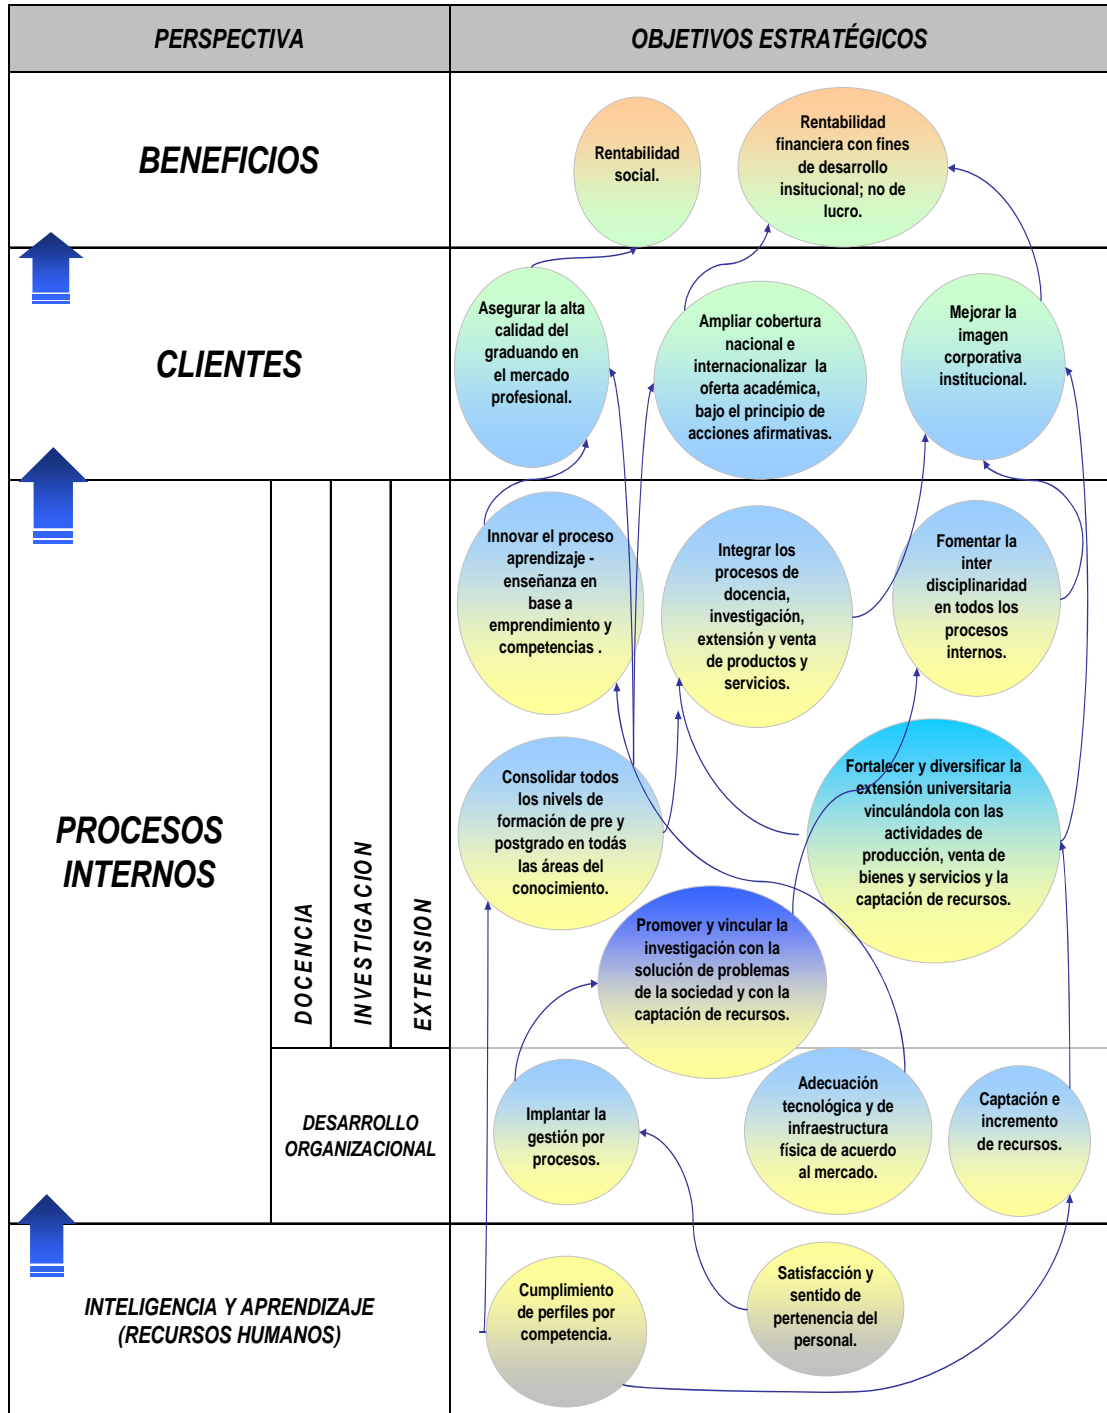 PERSPECTIVA
OBJETIVOS ESTRATÉGICOS
BENEFICIOS
Rentabilidad
social.
Rentabilidad
financiera con fines
de desarrollo
insitucional; no de
lucro.
CLIENTES
Asegurar la alta
calidad del
graduando en
el mercado
profesional.
Ampliar cobertura
nacional e
internacionalizar la
oferta académica,
bajo el principio de
acciones afirmativas.
Mejorar la
imagen
corporativa
institucional.
PROCESOS
INTERNOS
DOCENCIA
INVESTIGACION
EXTENSION
Innovar el proceso
aprendizaje -
enseñanza en
base a
emprendimiento y
competencias .
Integrar los
procesos de
docencia,
investigación,
extensión y venta
de productos y
servicios.
Fomentar la
inter
disciplinaridad
en todos los
procesos
internos.
Consolidar todos
los nivels de
formación de pre y
postgrado en todás
las áreas del
conocimiento.
Fortalecer y diversificar la
extensión universitaria
vinculándola con las
actividades de
producción, venta de
bienes y servicios y la
captación de recursos.
Promover y vincular la
investigación con la
solución de problemas
de la sociedad y con la
captación de recursos.
DESARROLLO
ORGANIZACIONAL
Implantar la
gestión por
procesos.
Adecuación
tecnológica y de
infraestructura
física de acuerdo
al mercado.
Captación e
incremento
de recursos.
INTELIGENCIA Y APRENDIZAJE
(RECURSOS HUMANOS)
Cumplimiento
de perfiles por
competencia.
Satisfacción y
sentido de
pertenencia del
personal.